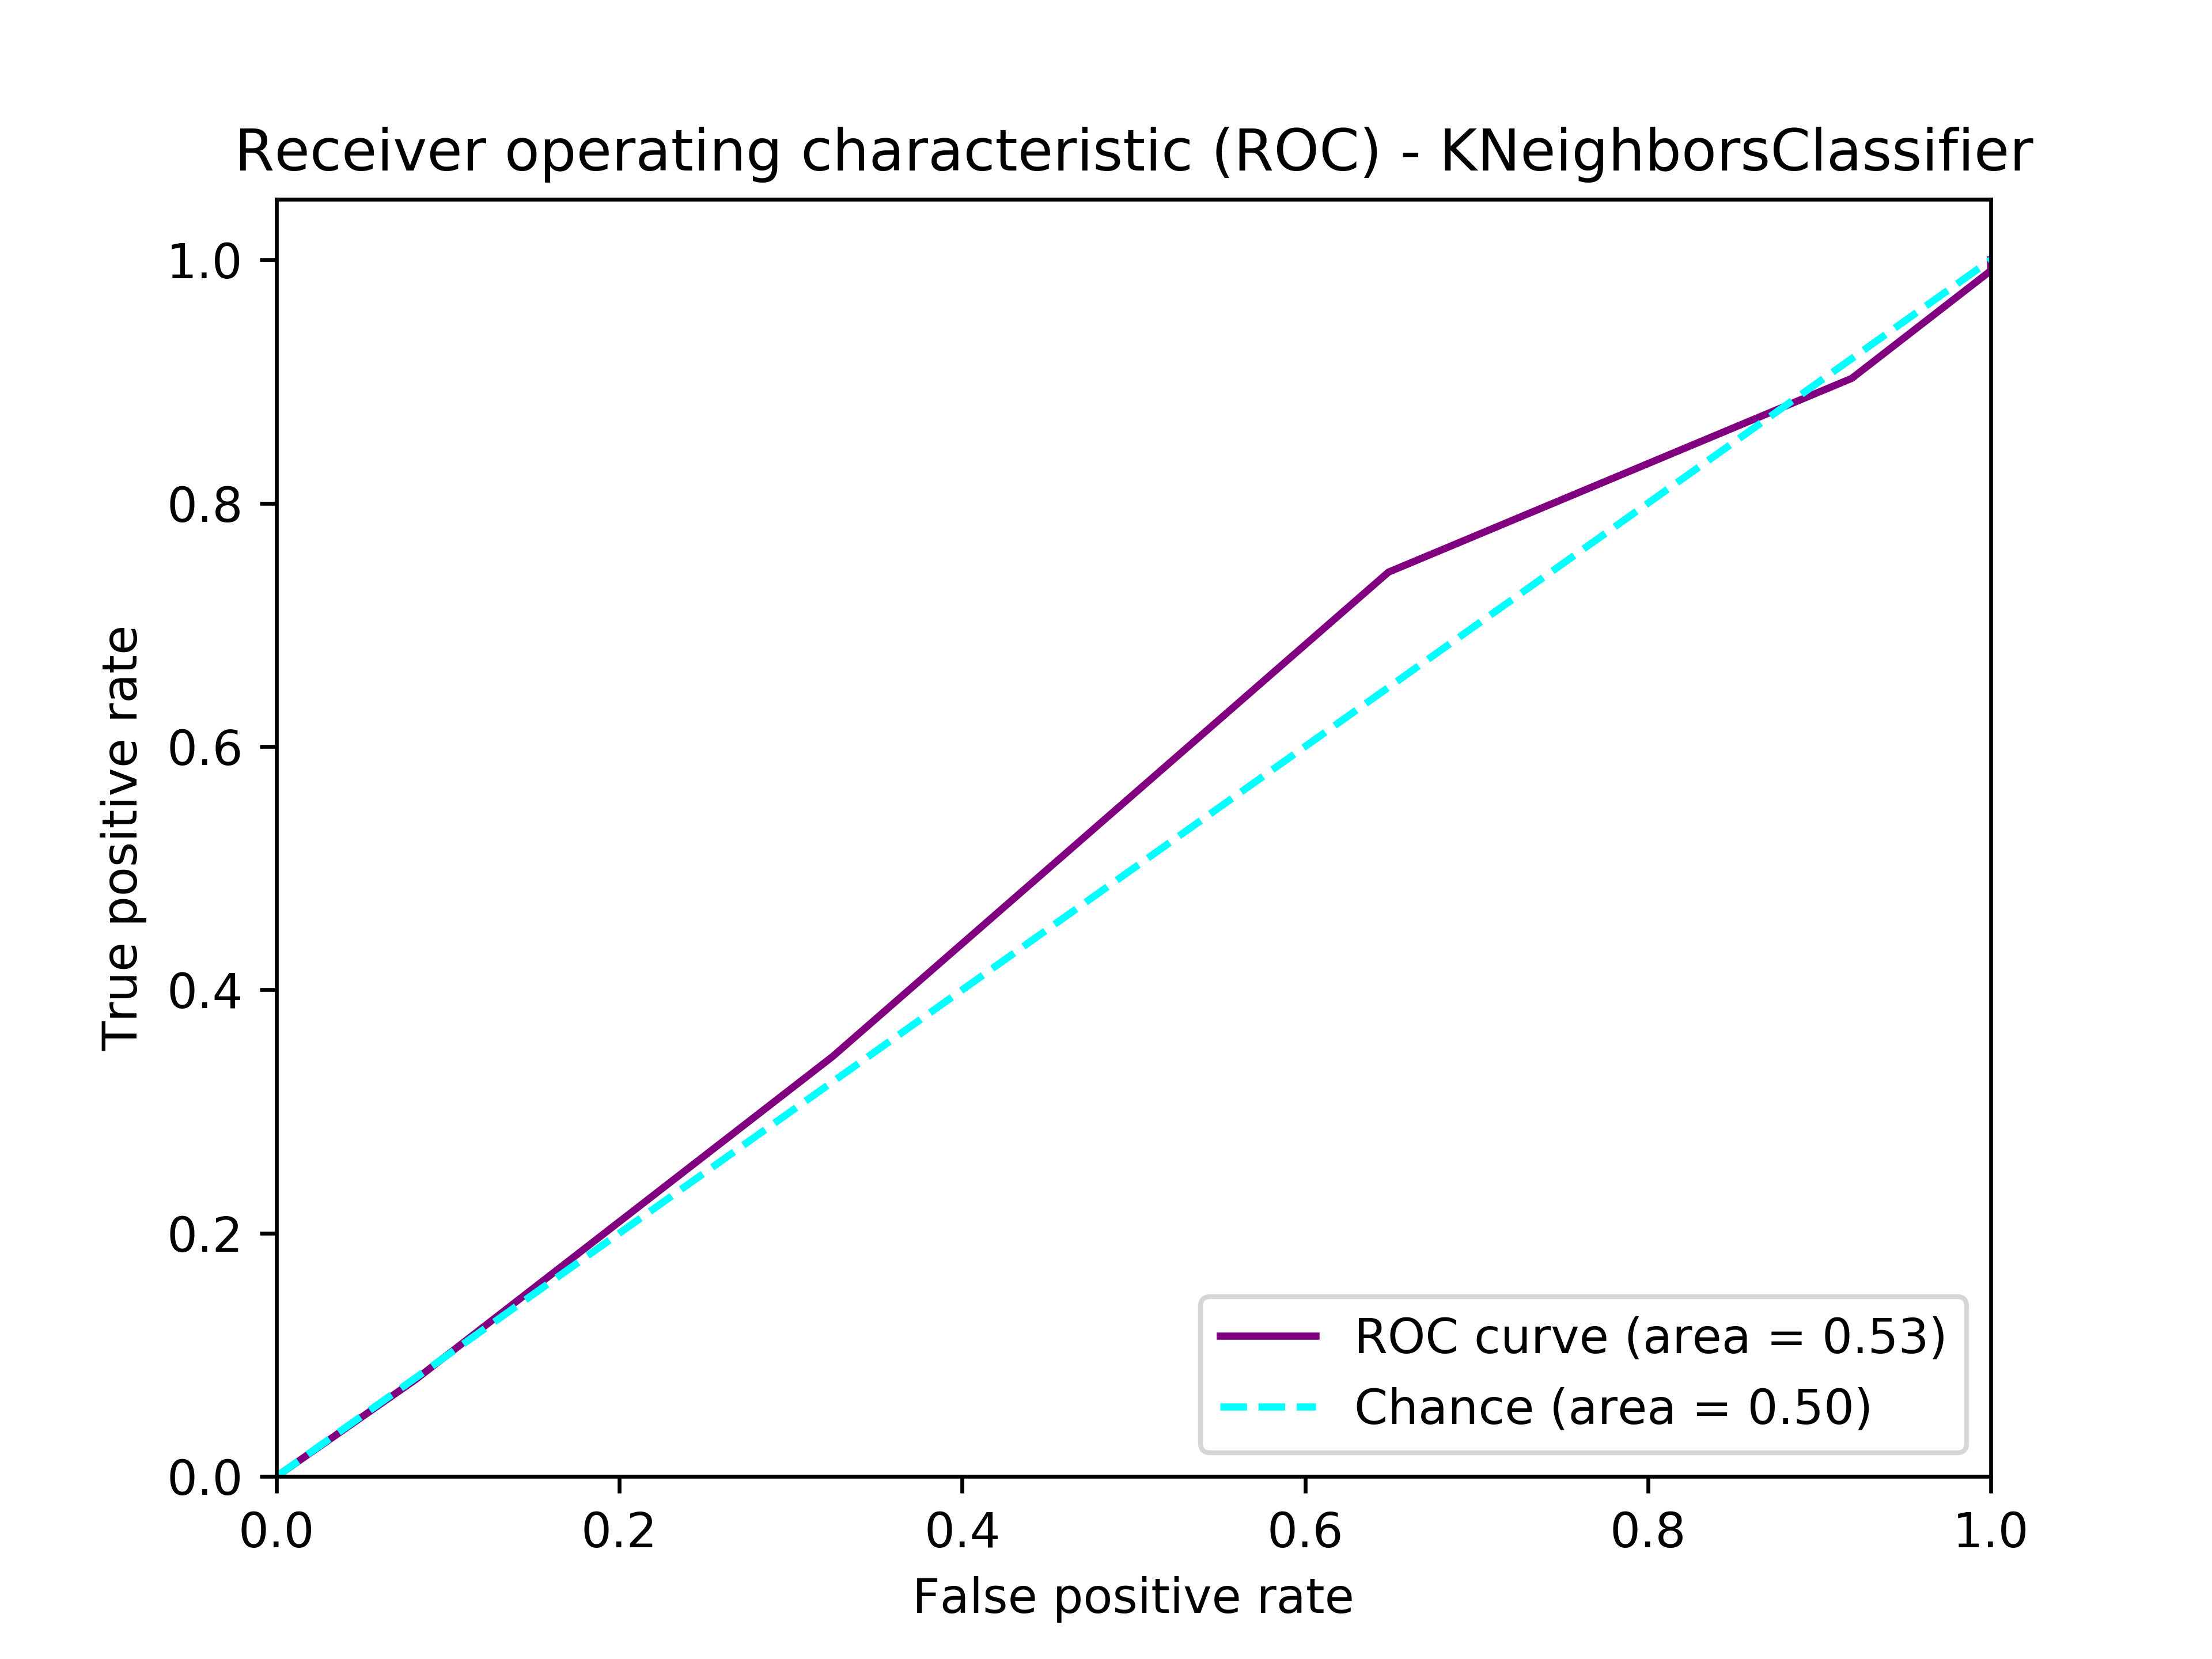 Receiver operating characteristic (ROC) - KNeighborsClassifier
1.0
0.8
0.6
0.4
0.2
0.0
True positive rate
0.0 0.2 0.4 0.6 0.8 1.0
False positive rate
ROC curve (area = 0.53)
Chance (area = 0.50)